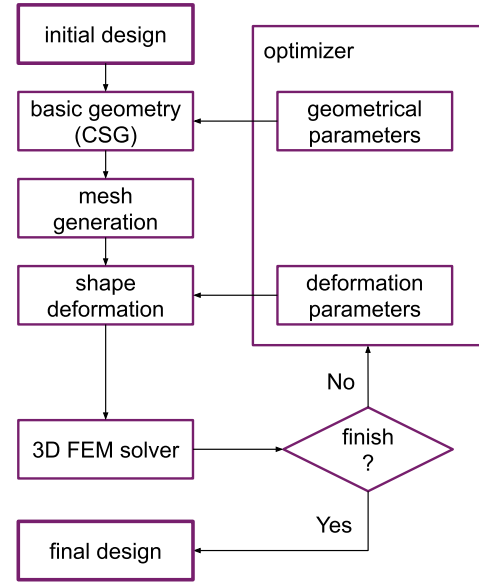 initial design
optimizer
basic geometry
(CSG)
geometrical
parameters
mesh
generation
shape
deformation
deformation
parameters
No
3D FEM solver
finish
?
Yes
final design